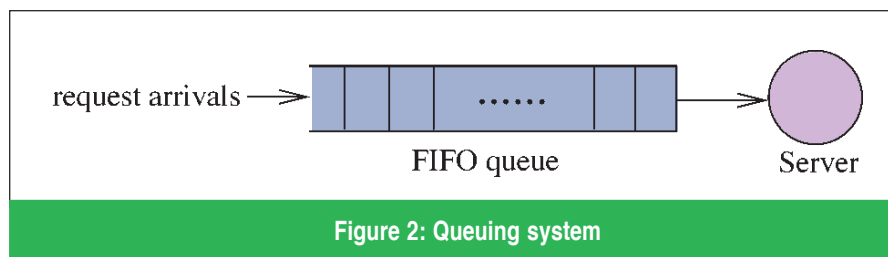 request arrivals
......
FIFO queue
Server
Figure 2: Queuing system